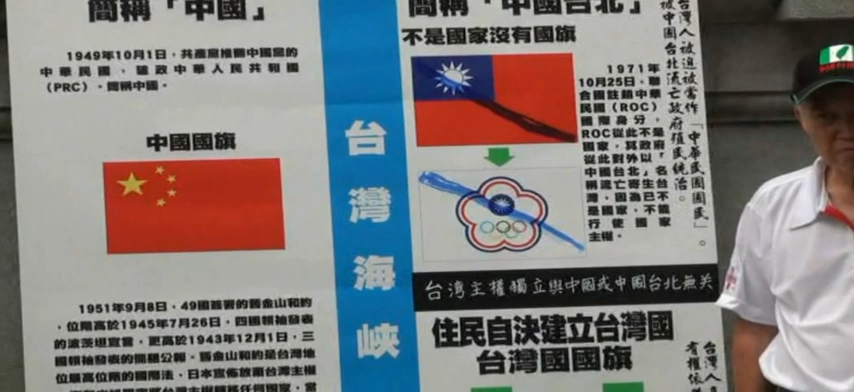 簡稱「中國」
1949年10月1日，共產黨推翻中國黨的
中華民國，建政中華人民共和國
（PRC）。簡稱中國。
中國國旗
1951年9月8日，49國簽署的舊金山和約
，位階高於1945年7月26日，四國領袖發表
的波茨坦宣言，更高於1943年12月1日，三
國領袖發表的開羅公報。舊金山和約是台灣地
位最高位階的國際法。日本宣佈放棄台灣主權
台灣海峽
簡稱「中國台北」
不是國家沒有國旗
1971年
10月25日，聯
合國註銷中華
民國（ROC）
國際身分，
ROC從此不是
國家，其政府
從此對外以「
中國台北」名
稱流亡寄生台
灣，因為已不
是國家，不能
行使國家
主權。
台灣人被迫被當作「中華民國國民」。
被中國台北流亡政府殖民統治。
台灣主權獨立與中國或中国台北無关
住民自決建立台灣國
台灣國國旗
台灣人
有權依